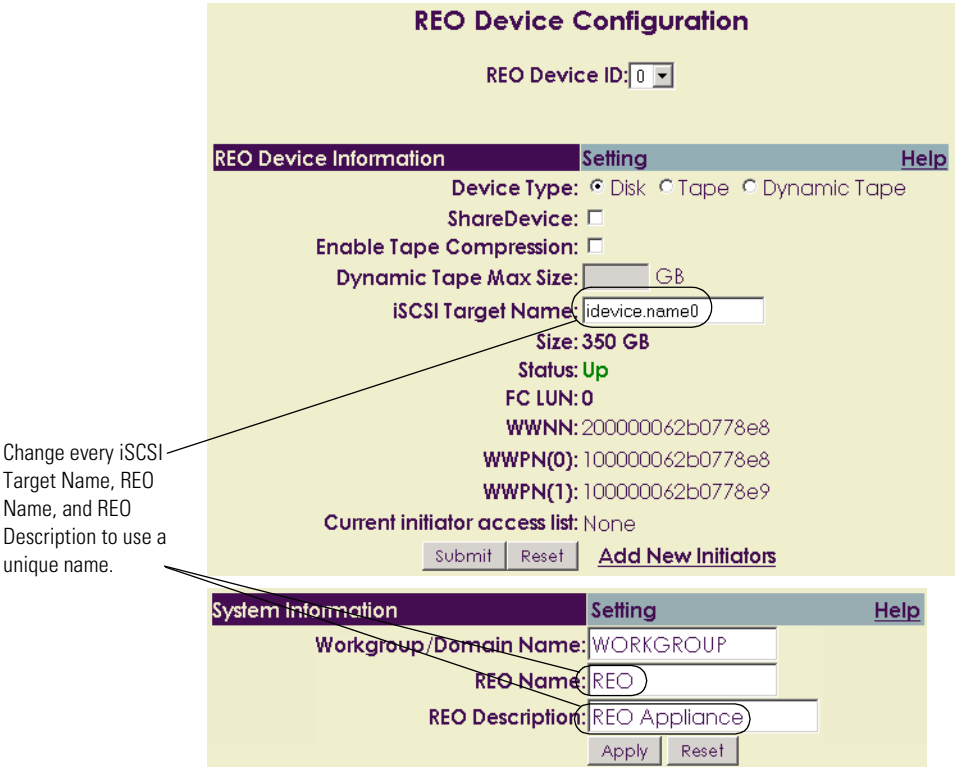 REO Device Configuration
REO Device ID: 0
REO Device Information Setting Help
Device Type: Disk Tape Dynamic Tape
ShareDevice:
Enable Tape Compression:
Dynamic Tape Max Size: GB
iSCSI Target Name: idevice.name0
Size: 350 GB
Status: Up
FC LUN: 0
WWNN: 200000062b0778e8
WWPN(0): 100000062b0778e8
WWPN(1): 100000062b0778e9
Current initiator access list: None
Submit Reset Add New Initiators
Change every iSCSI
Target Name, REO
Name, and REO
Description to use a
unique name.
System Information Setting Help
Workgroup/Domain Name: WORKGROUP
REO Name: REO
REO Description: REO Appliance
Apply Reset